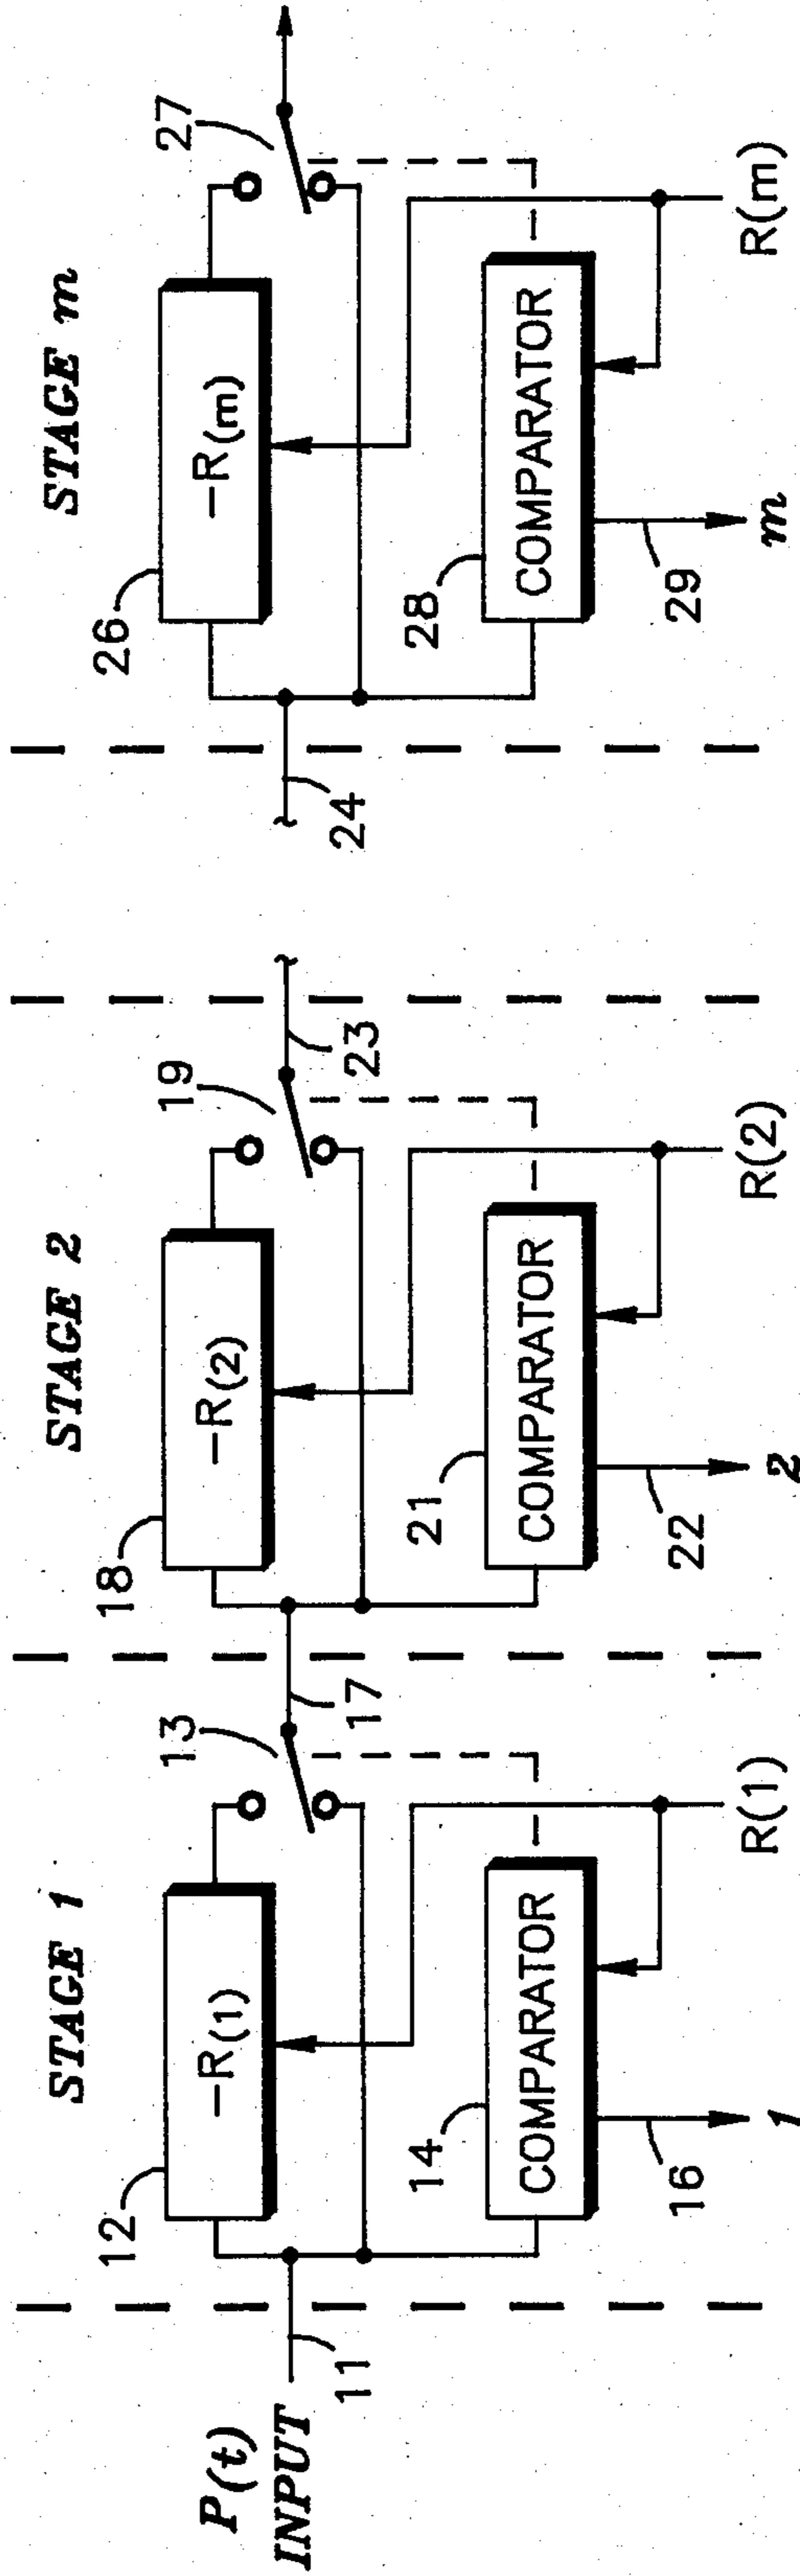 STAGE 1
STAGE 2
STAGE m
P(t)
INPUT
11
12
−R(1)
13
14
COMPARATOR
16
1
R(1)
17
18
−R(2)
19
21
COMPARATOR
22
2
R(2)
23
24
26
−R(m)
27
28
COMPARATOR
29
m
R(m)